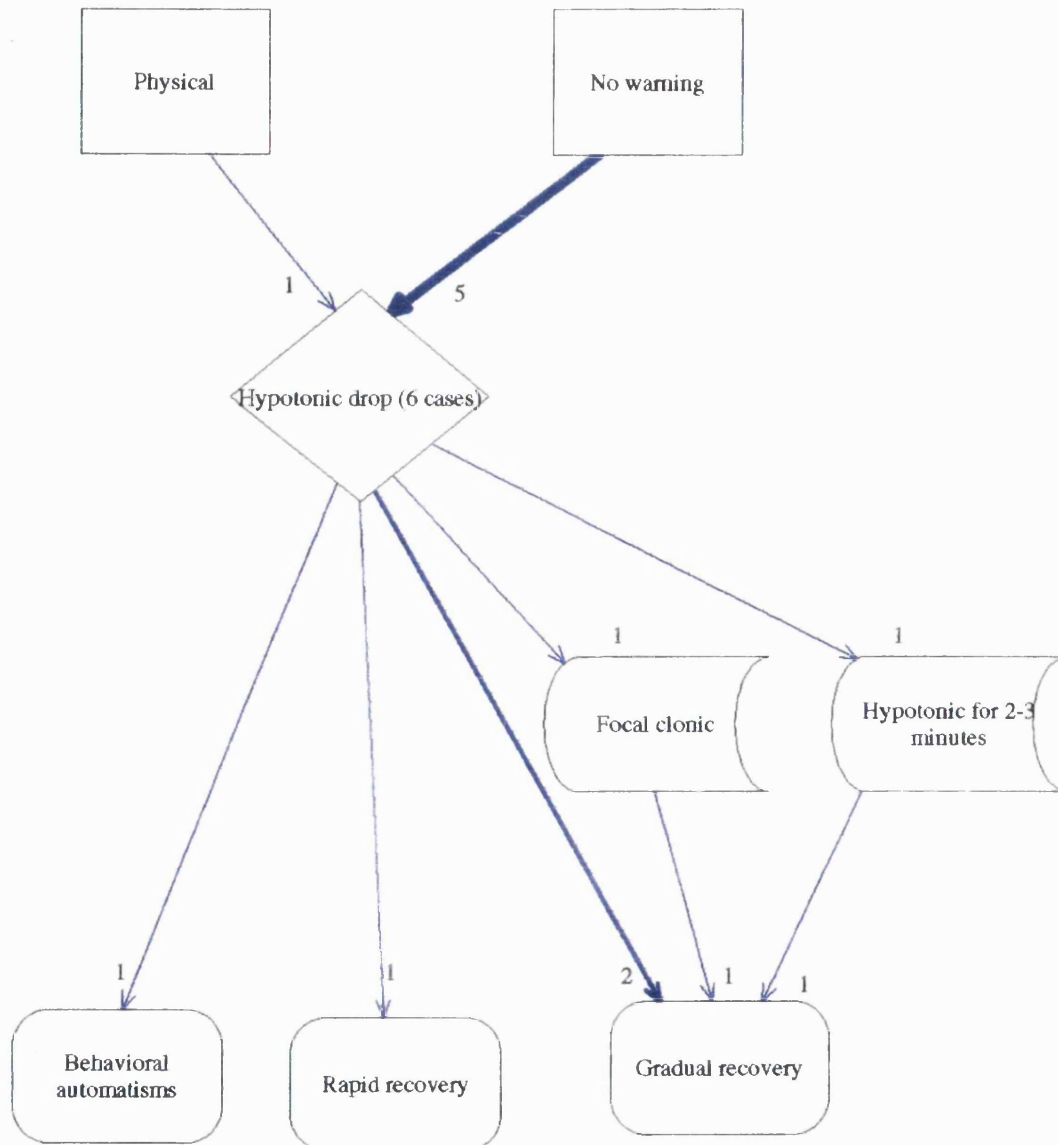 Physical
No warning
1
5
Hypotonic drop (6 cases)
1
1
Focal clonic
Hypotonic for 2-3
minutes
1
1
2
1
1
Behavioral
automatisms
Rapid recovery
Gradual recovery